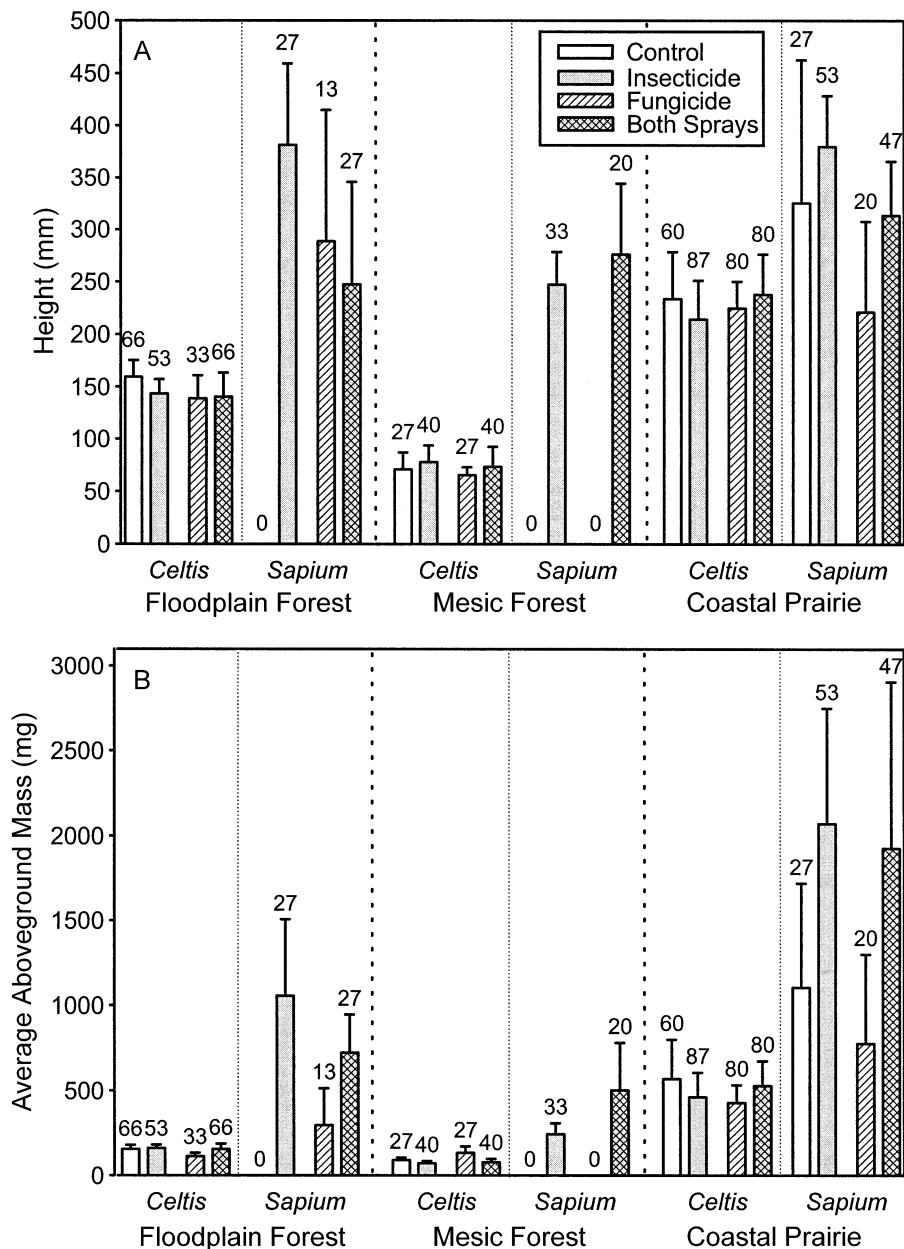 A
Control
Insecticide
Fungicide
Both Sprays
Height (mm)
500
450
400
350
300
250
200
150
100
50
0
66 53 33 66
0 27 13 27
27 40 27 40
0 33 0 20
60 87 80 80
27 53 20 47
Celtis Sapium Celtis Sapium Celtis Sapium
Floodplain Forest Mesic Forest Coastal Prairie
B
Average Aboveground Mass (mg)
3000
2500
2000
1500
1000
500
0
66 53 33 66
0 27 13 27
27 40 27 40
0 33 0 20
60 87 80 80
27 53 20 47
Celtis Sapium Celtis Sapium Celtis Sapium
Floodplain Forest Mesic Forest Coastal Prairie